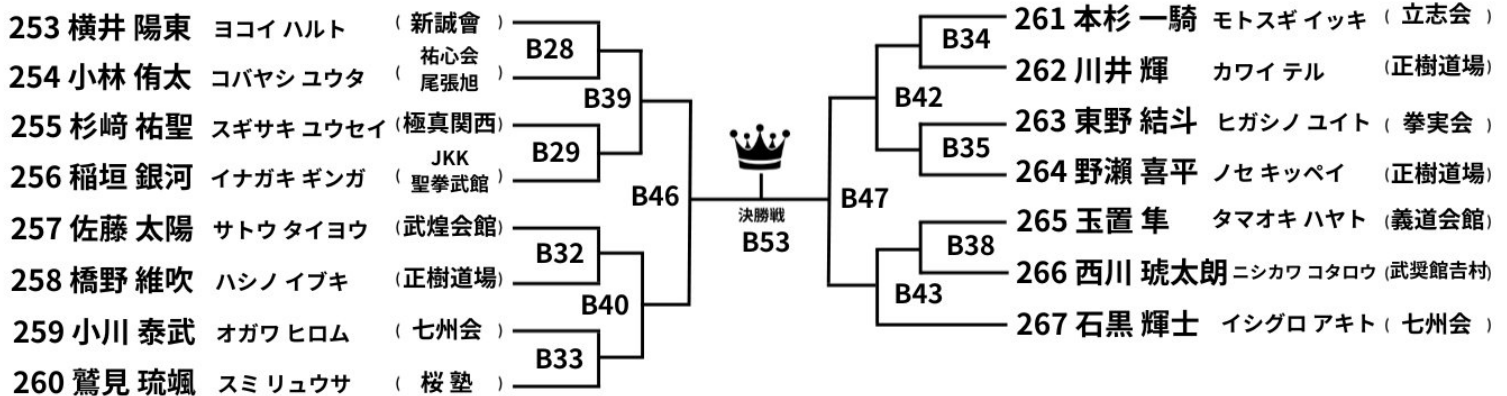 253 横井 陽東 ヨコイ ハルト ( 新誠會 )
254 小林 侑太 コバヤシ ユウタ ( 祐心会 尾張旭 )
255 杉﨑 祐聖 スギサキ ユウセイ (極真関西)
256 稲垣 銀河 イナガキ ギンガ ( JKK 聖拳武館 )
257 佐藤 太陽 サトウ タイヨウ (武煌会館)
258 橋野 維吹 ハシノ イブキ (正樹道場)
259 小川 泰武 オガワ ヒロム ( 七州会 )
260 鷲見 琉颯 スミ リュウサ ( 桜 塾 )
B28
B29
B32
B33
B39
B40
B46
決勝戦
B53
B47
B42
B43
B34
B35
B38
261 本杉 一騎 モトスギ イッキ ( 立志会 )
262 川井 輝 カワイ テル (正樹道場)
263 東野 結斗 ヒガシノ ユイト ( 拳実会 )
264 野瀬 喜平 ノセ キッペイ (正樹道場)
265 玉置 隼 タマオキ ハヤト (義道会館)
266 西川 琥太朗 ニシカワ コタロウ (武奨館𠮷村)
267 石黒 輝士 イシグロ アキト ( 七州会 )